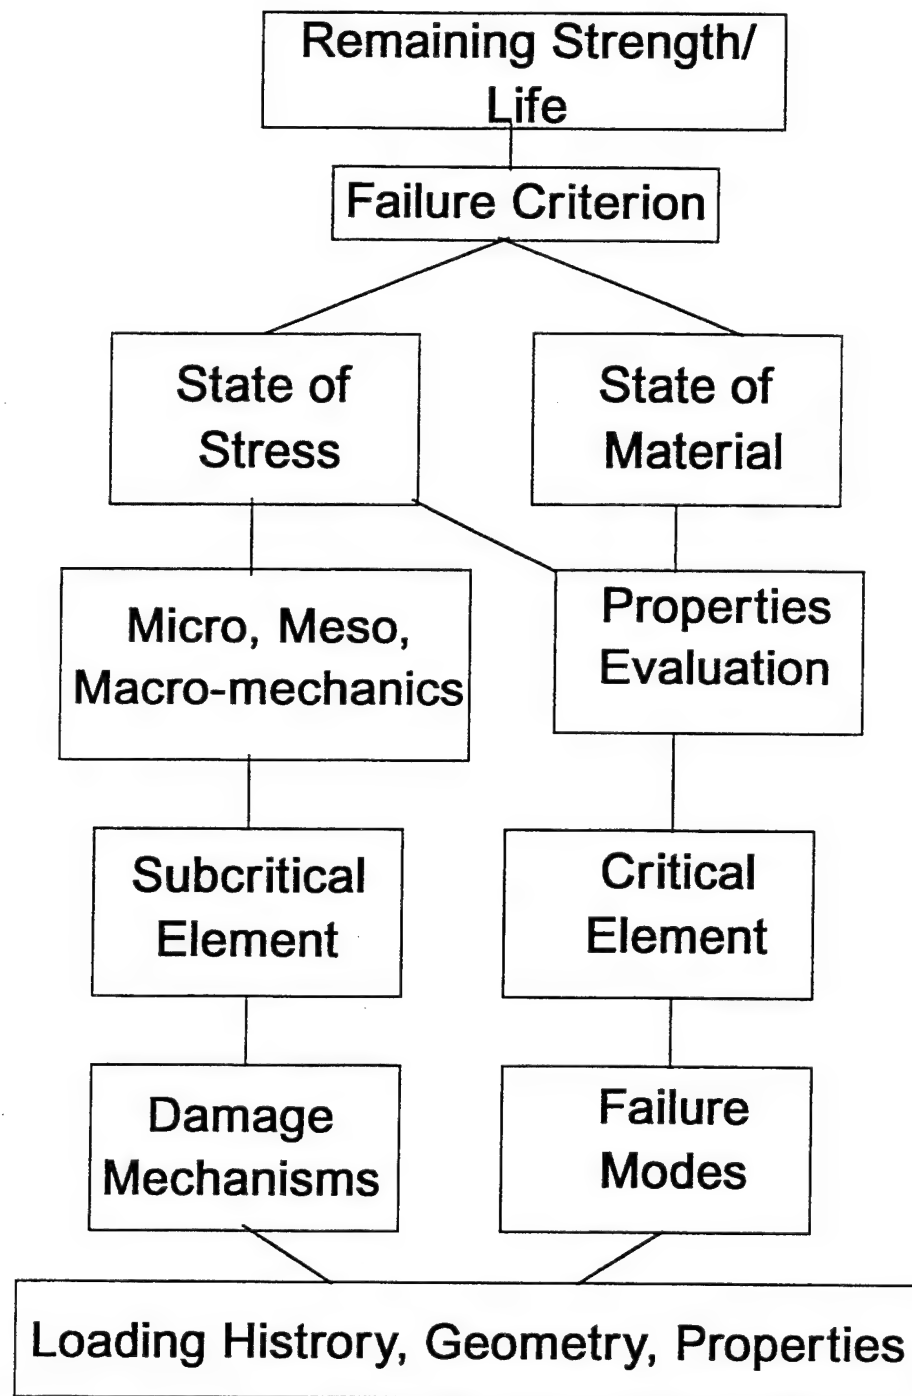 Remaining Strength/
Life
Failure Criterion
State of
Stress
State of
Material
Micro, Meso,
Macro-mechanics
Properties
Evaluation
Subcritical
Element
Critical
Element
Damage
Mechanisms
Failure
Modes
Loading Histrory, Geometry, Properties